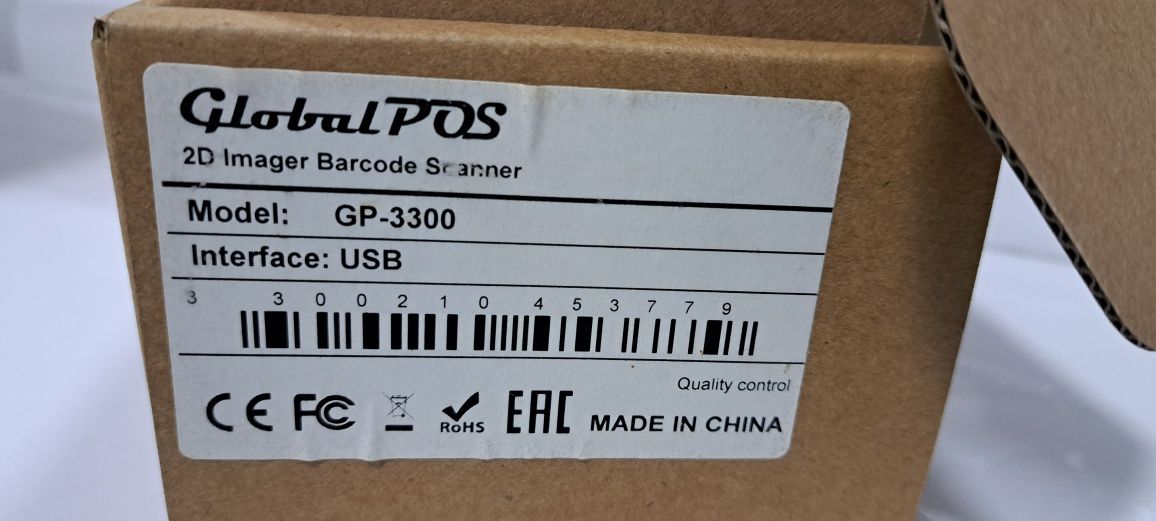 GlobalPOS
2D Imager Barcode Scanner
Model: GP-3300
Interface: USB
3 3 0 0 2 1 0 4 5 3 7 7 9
Quality control
CE FC RoHS EAC MADE IN CHINA